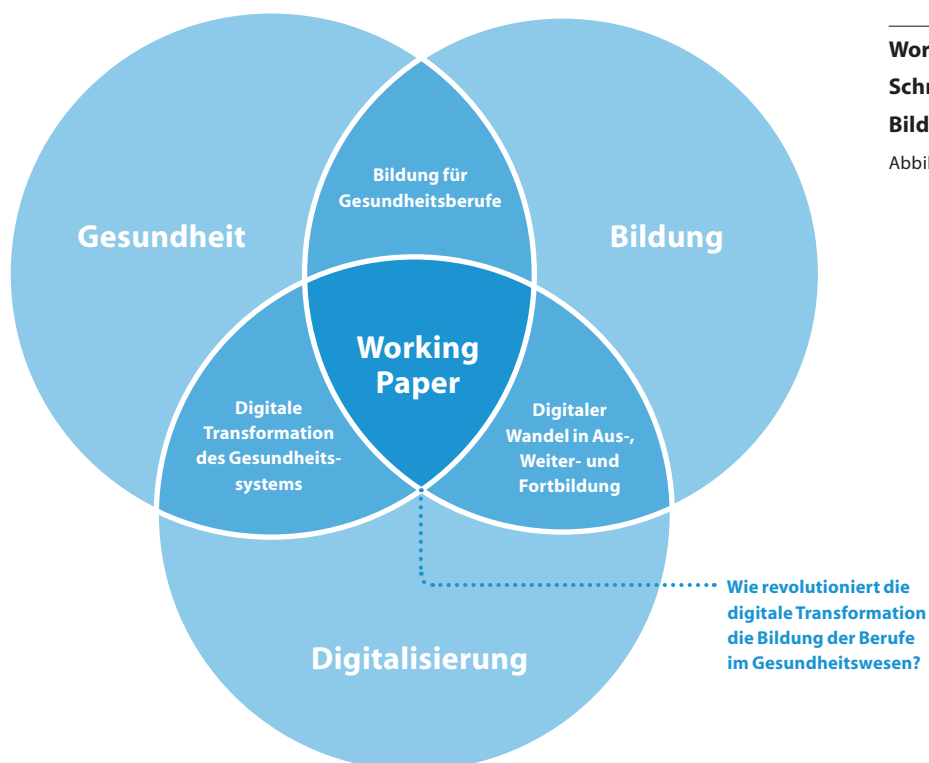 Bildung für
Gesundheitsberufe
Gesundheit
Bildung
Working
Paper
Digitale
Transformation
des Gesundheits-
systems
Digitaler
Wandel in Aus-,
Weiter- und
Fortbildung
Digitalisierung
Wie revolutioniert die
digitale Transformation
die Bildung der Berufe
im Gesundheitswesen?